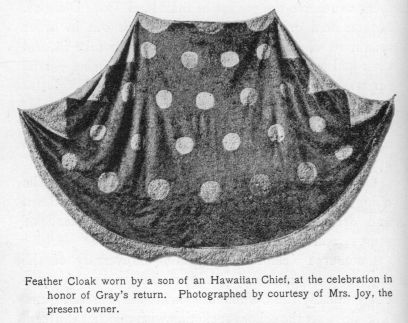 Feather Cloak worn by a son of an Hawaiian Chief, at the celebration in
honor of Gray's return. Photographed by courtesy of Mrs. Joy, the
present owner.